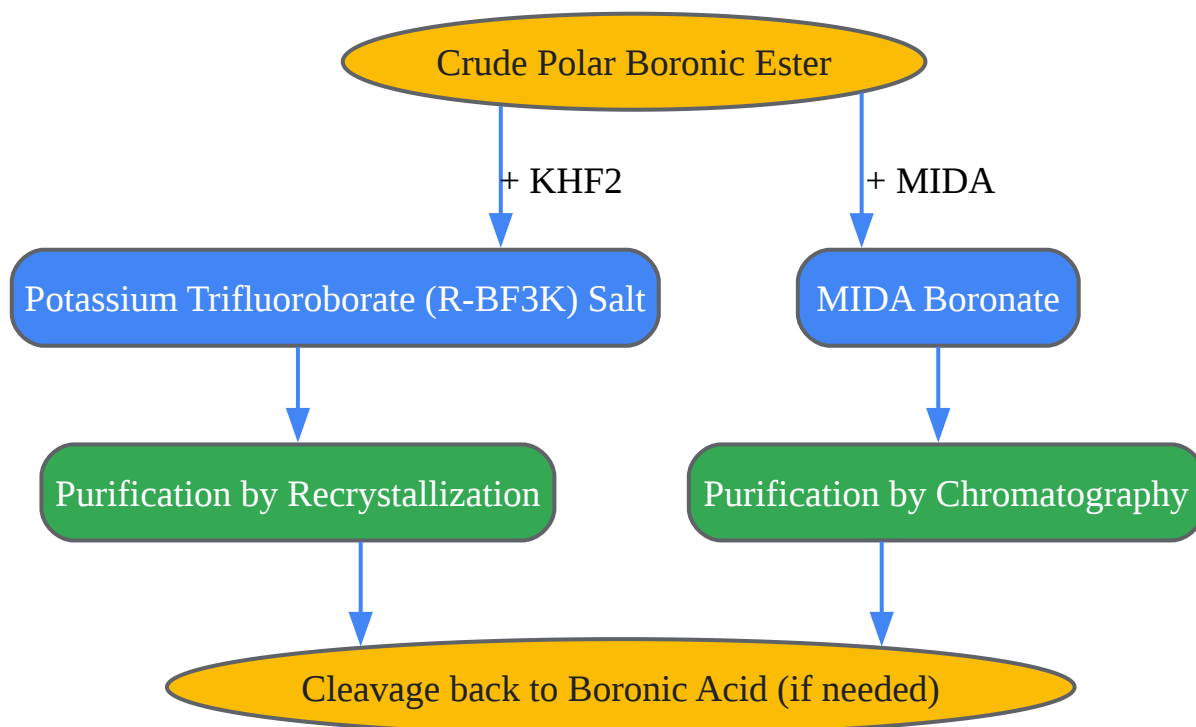 Crude Polar Boronic Ester
+ KHF2
+ MIDA
Potassium Trifluoroborate (R-BF3K) Salt
MIDA Boronate
Purification by Recrystallization
Purification by Chromatography
Cleavage back to Boronic Acid (if needed)